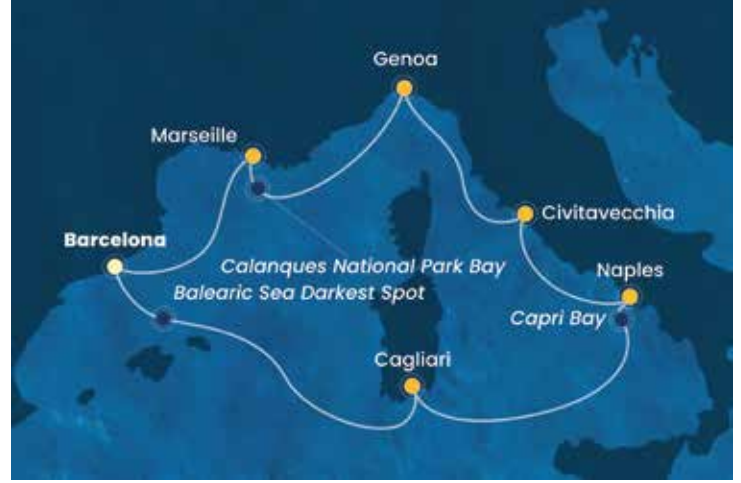 Genoa
Marseille
Civitavecchia
Barcelona
Calanques National Park Bay
Naples
Balearic Sea Darkest Spot
Capri Bay
Cagliari